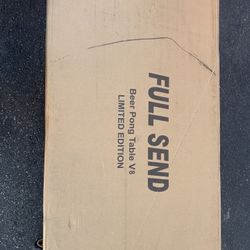 FULL SEND
Beer Pong Table V8
LIMITED EDITION